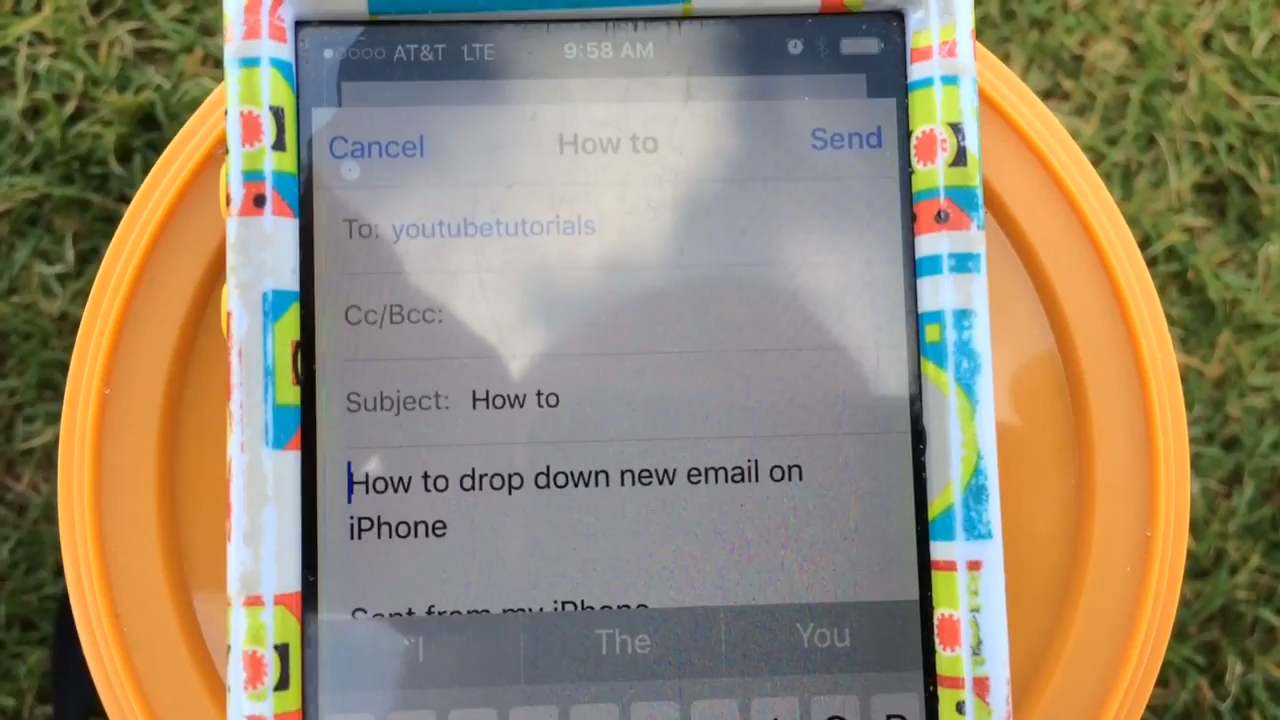 AT&T LTE 9:58 AM
Cancel How to Send
To: youtubetutorials
Cc/Bcc:
Subject: How to
How to drop down new email on
iPhone
Sent from my iPhone
"I" The You
O P